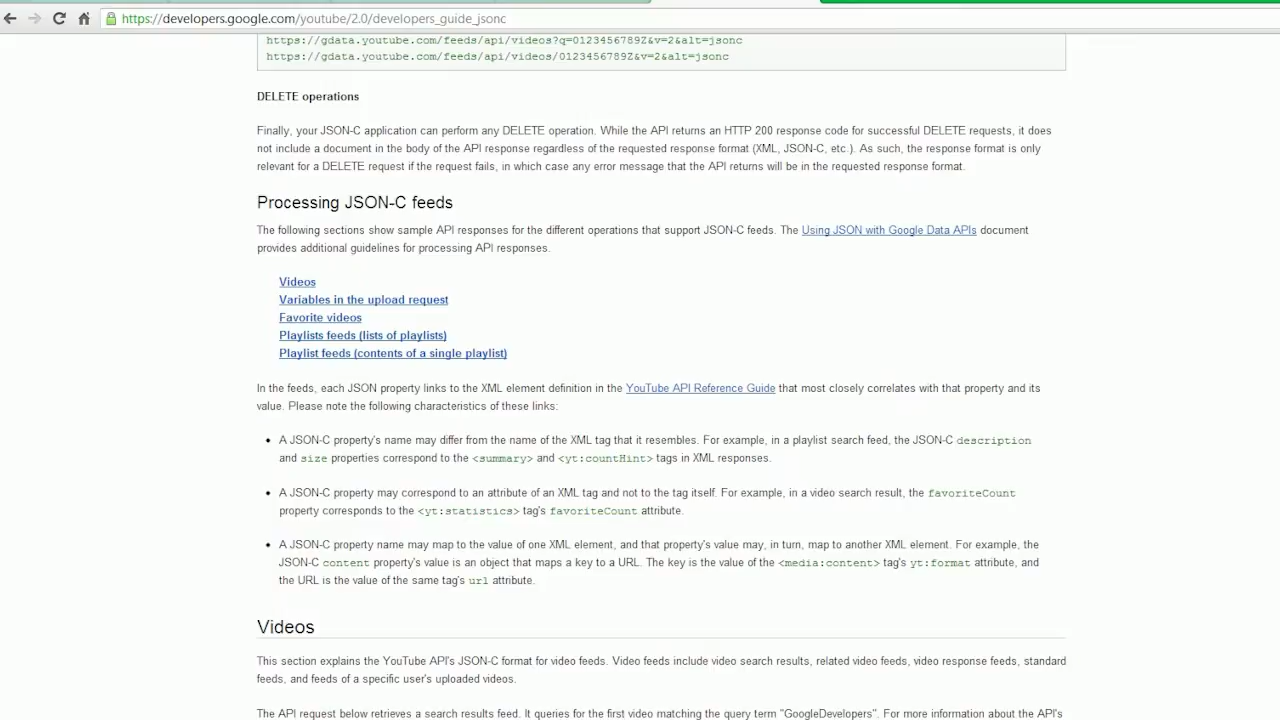 https://developers.google.com/youtube/2.0/developers_guide_jsonc
https://gdata.youtube.com/feeds/api/videos?q=0123456789Z&v=2&alt=jsonc
https://gdata.youtube.com/feeds/api/videos/0123456789Z&v=2&alt=jsonc
DELETE operations
Finally, your JSON-C application can perform any DELETE operation. While the API returns an HTTP 200 response code for successful DELETE requests, it does
not include a document in the body of the API response regardless of the requested response format (XML, JSON-C, etc.). As such, the response format is only
relevant for a DELETE request if the request fails, in which case any error message that the API returns will be in the requested response format.
Processing JSON-C feeds
The following sections show sample API responses for the different operations that support JSON-C feeds. The Using JSON with Google Data APIs document
provides additional guidelines for processing API responses.
Videos
Variables in the upload request
Favorite videos
Playlists feeds (lists of playlists)
Playlist feeds (contents of a single playlist)
In the feeds, each JSON property links to the XML element definition in the YouTube API Reference Guide that most closely correlates with that property and its
value. Please note the following characteristics of these links:
• A JSON-C property's name may differ from the name of the XML tag that it resembles. For example, in a playlist search feed, the JSON-C description
and size properties correspond to the <summary> and <yt:countHint> tags in XML responses.
• A JSON-C property may correspond to an attribute of an XML tag and not to the tag itself. For example, in a video search result, the favoriteCount
property corresponds to the <yt:statistics> tag's favoriteCount attribute.
• A JSON-C property name may map to the value of one XML element, and that property's value may, in turn, map to another XML element. For example, the
JSON-C content property's value is an object that maps a key to a URL. The key is the value of the <media:content> tag's yt:format attribute, and
the URL is the value of the same tag's url attribute.
Videos
This section explains the YouTube API's JSON-C format for video feeds. Video feeds include video search results, related video feeds, video response feeds, standard
feeds, and feeds of a specific user's uploaded videos.
The API request below retrieves a search results feed. It queries for the first video matching the query term "GoogleDevelopers". For more information about the API's